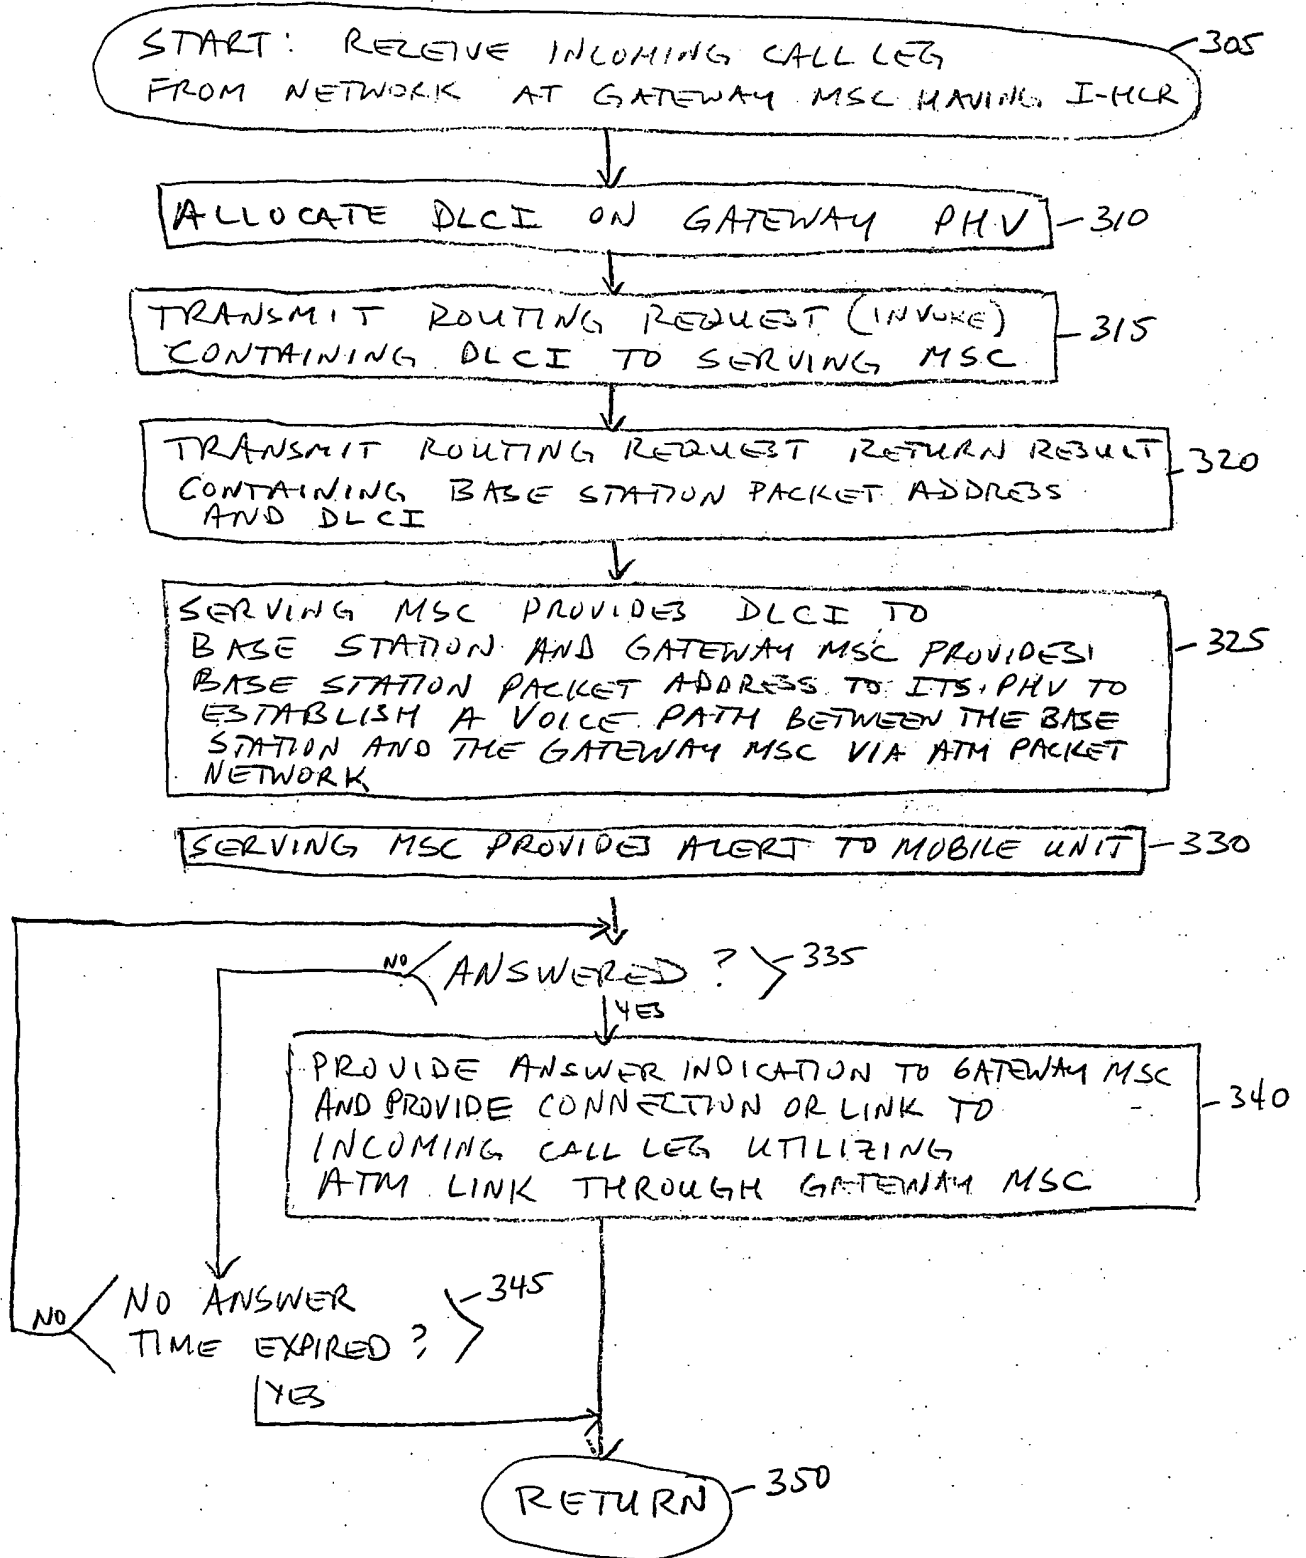 START: RECEIVE INCOMING CALL LEG
FROM NETWORK AT GATEWAY MSC HAVING I-HLR
305
ALLOCATE DLCI ON GATEWAY PHV
310
TRANSMIT ROUTING REQUEST (INVOKE)
CONTAINING DLCI TO SERVING MSC
315
TRANSMIT ROUTING REQUEST RETURN RESULT
CONTAINING BASE STATION PACKET ADDRESS
AND DLCI
320
SERVING MSC PROVIDES DLCI TO
BASE STATION AND GATEWAY MSC PROVIDES
BASE STATION PACKET ADDRESS TO ITS PHV TO
ESTABLISH A VOICE PATH BETWEEN THE BASE
STATION AND THE GATEWAY MSC VIA ATM PACKET
NETWORK
325
SERVING MSC PROVIDES ALERT TO MOBILE UNIT
330
NO
ANSWERED ?
335
YES
PROVIDE ANSWER INDICATION TO GATEWAY MSC
AND PROVIDE CONNECTION OR LINK TO
INCOMING CALL LEG UTILIZING
ATM LINK THROUGH GATEWAY MSC
340
NO
NO ANSWER
TIME EXPIRED ?
345
YES
RETURN
350